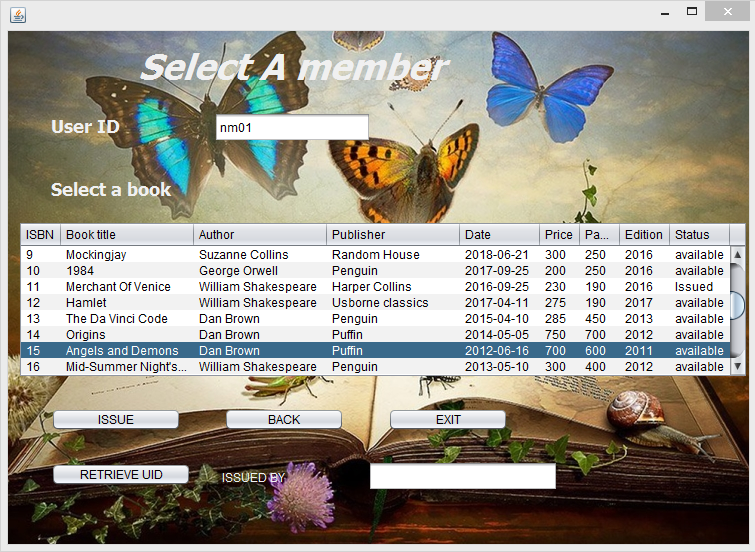 Select A member
User ID nm01
Select a book
ISBN Book title Author Publisher Date Price Pa... Edition Status
9 Mockingjay Suzanne Collins Random House 2018-06-21 300 250 2016 available
10 1984 George Orwell Penguin 2017-09-25 200 250 2016 available
11 Merchant Of Venice William Shakespeare Harper Collins 2016-09-25 230 190 2016 Issued
12 Hamlet William Shakespeare Usborne classics 2017-04-11 275 190 2017 available
13 The Da Vinci Code Dan Brown Penguin 2015-04-10 285 450 2013 available
14 Origins Dan Brown Puffin 2014-05-05 750 700 2012 available
15 Angels and Demons Dan Brown Puffin 2012-06-16 700 600 2011 available
16 Mid-Summer Night's... William Shakespeare Penguin 2013-05-10 300 400 2012 available
ISSUE BACK EXIT
RETRIEVE UID ISSUED BY